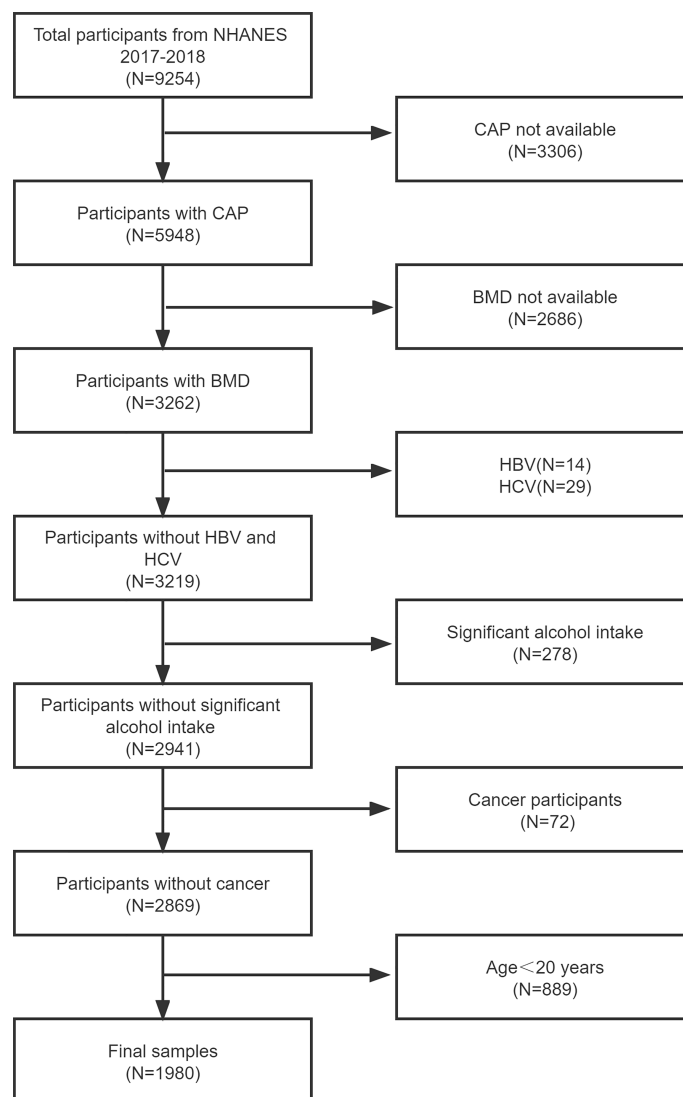 Total participants from NHANES
2017-2018
(N=9254)
CAP not available
(N=3306)
Participants with CAP
(N=5948)
BMD not available
(N=2686)
Participants with BMD
(N=3262)
HBV(N=14)
HCV(N=29)
Participants without HBV and
HCV
(N=3219)
Significant alcohol intake
(N=278)
Participants without significant
alcohol intake
(N=2941)
Cancer participants
(N=72)
Participants without cancer
(N=2869)
Age＜20 years
(N=889)
Final samples
(N=1980)